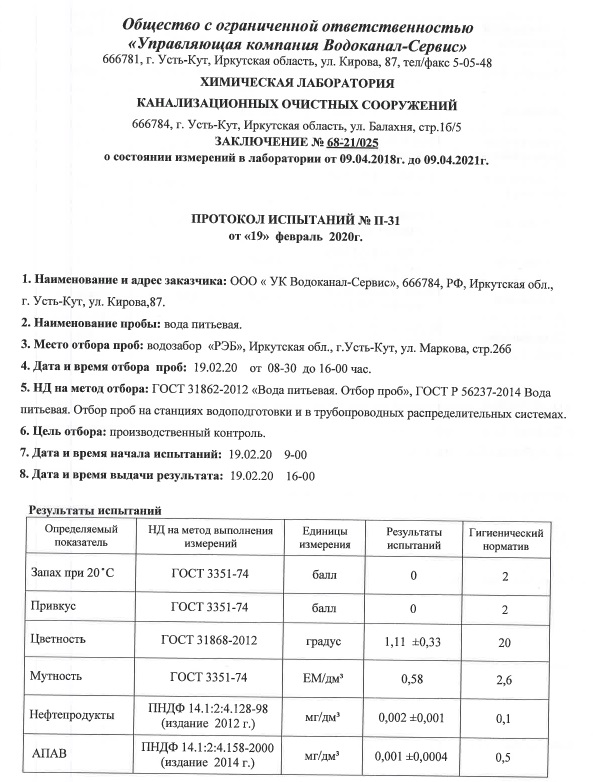 Общество с ограниченной ответственностью
«Управляющая компания Водоканал-Сервис»
666781, г. Усть-Кут, Иркутская область, ул. Кирова, 87, тел/факс 5-05-48
ХИМИЧЕСКАЯ ЛАБОРАТОРИЯ
КАНАЛИЗАЦИОННЫХ ОЧИСТНЫХ СООРУЖЕНИЙ
666784, г. Усть-Кут, Иркутская область, ул. Балахня, стр.1б/5
ЗАКЛЮЧЕНИЕ № 68-21/025
о состоянии измерений в лаборатории от 09.04.2018г. до 09.04.2021г.
ПРОТОКОЛ ИСПЫТАНИЙ № П-31
от «19» февраль 2020г.
1. Наименование и адрес заказчика: ООО « УК Водоканал-Сервис», 666784, РФ, Иркутская обл.,
г. Усть-Кут, ул. Кирова,87.
2. Наименование пробы: вода питьевая.
3. Место отбора проб: водозабор «РЭБ», Иркутская обл., г.Усть-Кут, ул. Маркова, стр.26б
4. Дата и время отбора проб: 19.02.20 от 08-30 до 16-00 час.
5. НД на метод отбора: ГОСТ 31862-2012 «Вода питьевая. Отбор проб», ГОСТ Р 56237-2014 Вода
питьевая. Отбор проб на станциях водоподготовки и в трубопроводных распределительных системах.
6. Цель отбора: производственный контроль.
7. Дата и время начала испытаний: 19.02.20 9-00
8. Дата и время выдачи результата: 19.02.20 16-00
Результаты испытаний
Определяемый показатель НД на метод выполнения измерений Единицы измерения Результаты испытаний Гигиенический норматив
Запах при 20˚С ГОСТ 3351-74 балл 0 2
Привкус ГОСТ 3351-74 балл 0 2
Цветность ГОСТ 31868-2012 градус 1,11 ±0,33 20
Мутность ГОСТ 3351-74 ЕМ/дм³ 0,58 2,6
Нефтепродукты ПНДФ 14.1:2:4.128-98 (издание 2012 г.) мг/дм³ 0,002 ±0,001 0,1
АПАВ ПНДФ 14.1:2:4.158-2000 (издание 2014 г.) мг/дм³ 0,001 ±0,0004 0,5